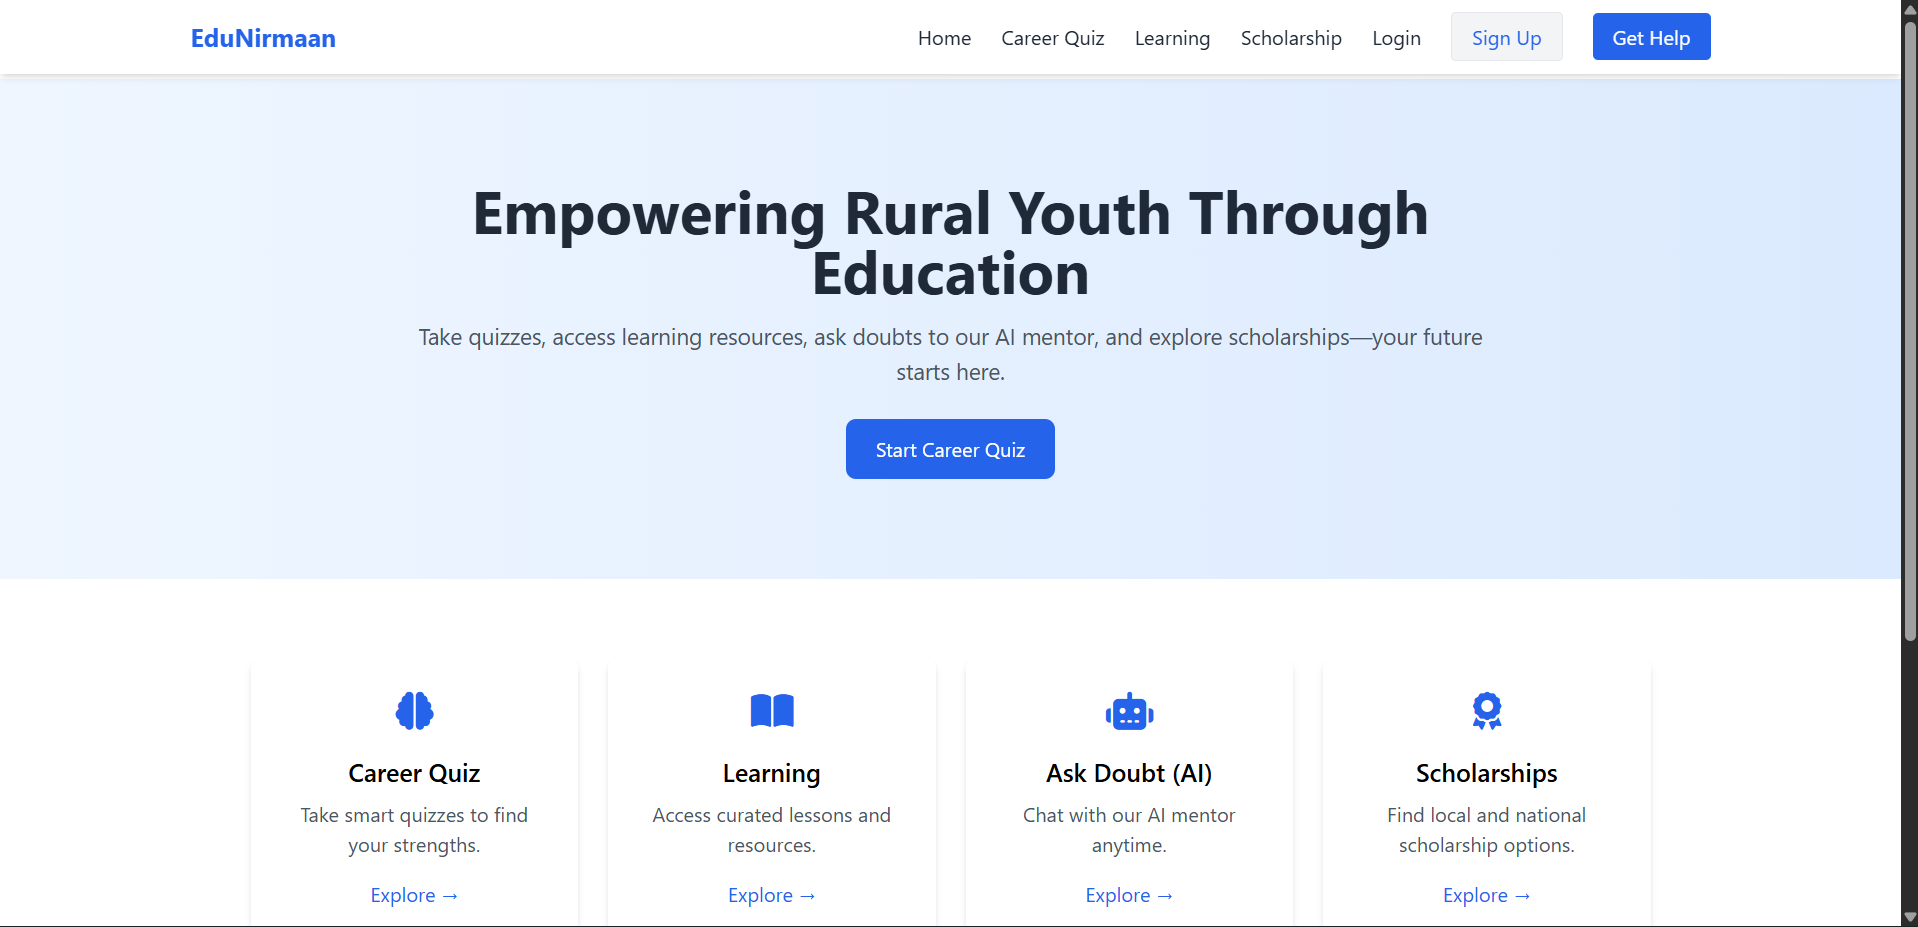 EduNirmaan
Home
Career Quiz
Learning
Scholarship
Login
Sign Up
Get Help
Empowering Rural Youth Through
Education
Take quizzes, access learning resources, ask doubts to our AI mentor, and explore scholarships—your future
starts here.
Start Career Quiz
Career Quiz
Take smart quizzes to find
your strengths.
Explore →
Learning
Access curated lessons and
resources.
Explore →
Ask Doubt (AI)
Chat with our AI mentor
anytime.
Explore →
Scholarships
Find local and national
scholarship options.
Explore →